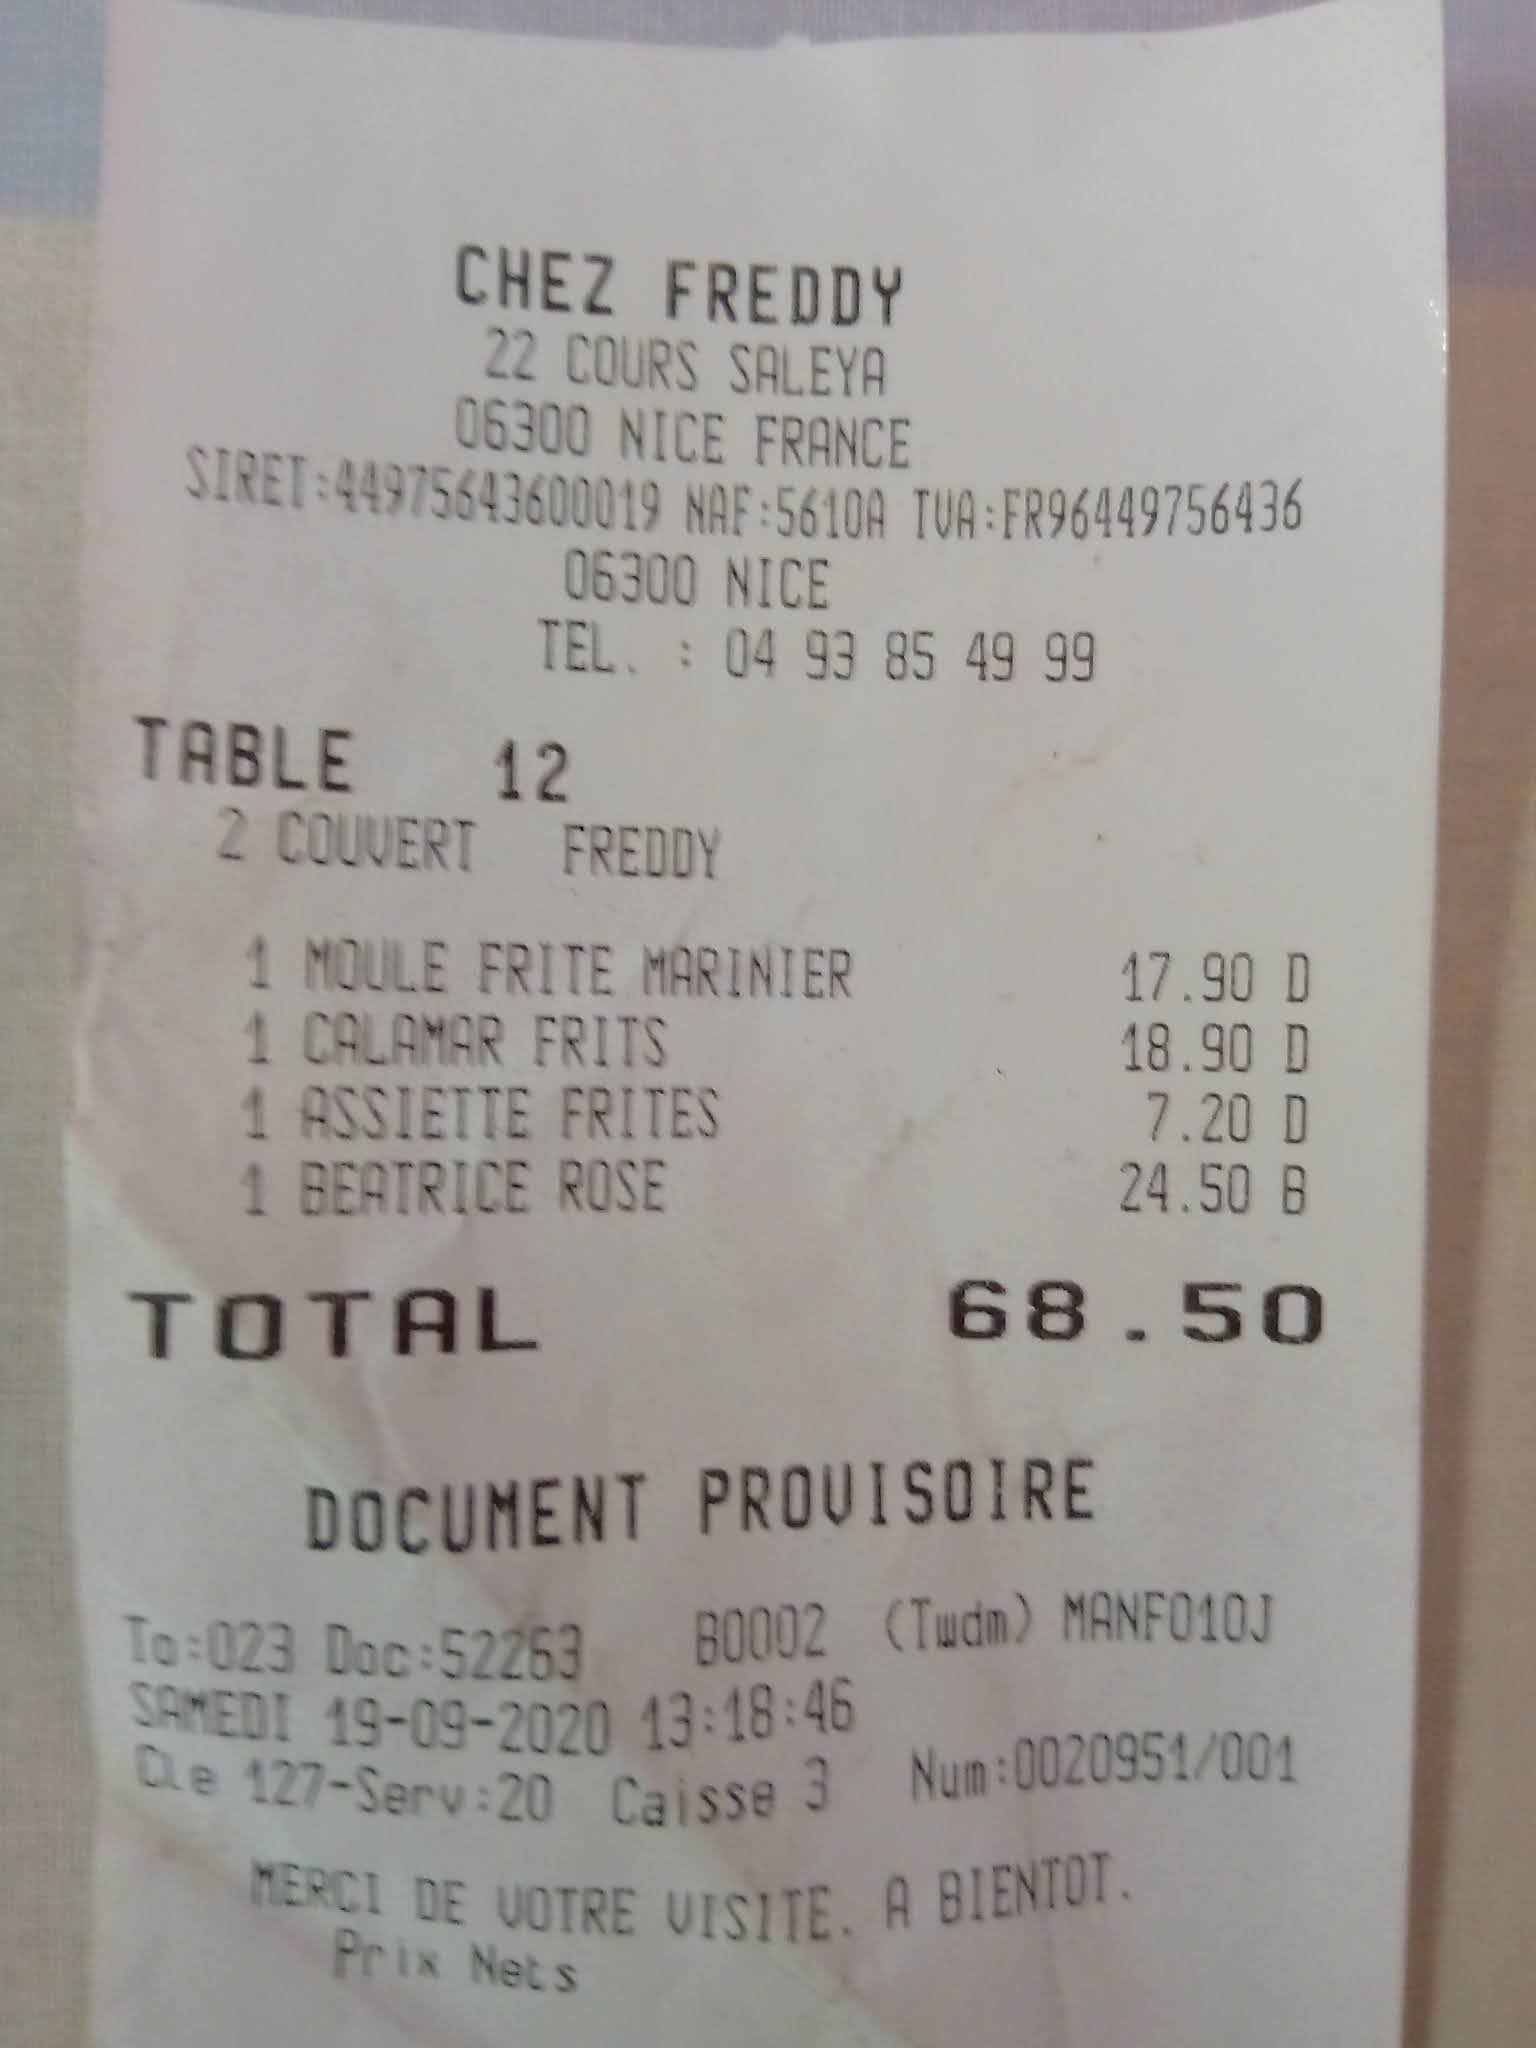 CHEZ FREDDY
22 COURS SALEYA
06300 NICE FRANCE
SIRET:44975643600019 NAF:5610A TVA:FR96449756436
06300 NICE
TEL. : 04 93 85 49 99
TABLE 12
2 COUVERT FREDDY
1 MOULE FRITE MARINIER 17.90 D
1 CALAMAR FRITS 18.90 D
1 ASSIETTE FRITES 7.20 D
1 BEATRICE ROSE 24.50 B
TOTAL 68.50
DOCUMENT PROVISOIRE
To:023 Doc:52263 B0002 (Twdm) MANF010J
SAMEDI 19-09-2020 13:18:46
Cle 127-Serv:20 Caisse 3 Num:0020951/001
MERCI DE VOTRE VISITE. A BIENTOT.
Prix Nets